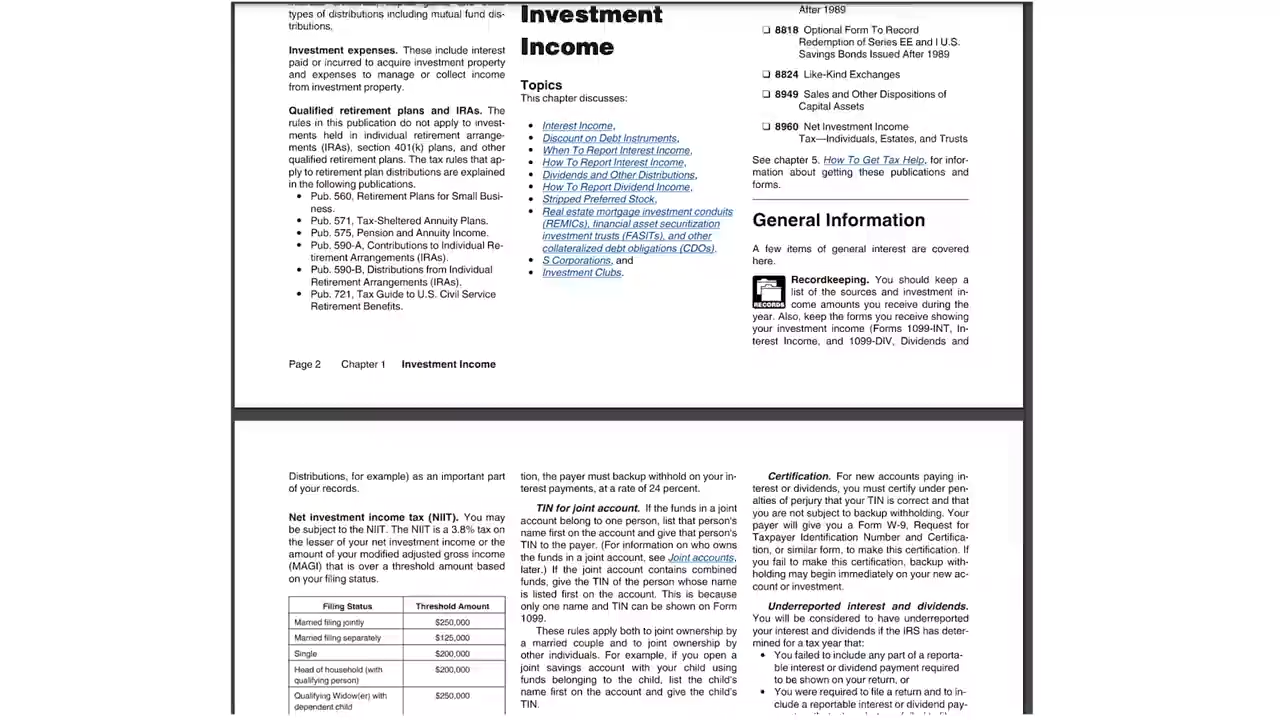 types of distributions including mutual fund dis-
tributions.
Investment expenses. These include interest
paid or incurred to acquire investment property
and expenses to manage or collect income
from investment property.
Qualified retirement plans and IRAs. The
rules in this publication do not apply to invest-
ments held in individual retirement arrange-
ments (IRAs), section 401(k) plans, and other
qualified retirement plans. The tax rules that ap-
ply to retirement plan distributions are explained
in the following publications.
• Pub. 560, Retirement Plans for Small Busi-
ness.
• Pub. 571, Tax-Sheltered Annuity Plans.
• Pub. 575, Pension and Annuity Income.
• Pub. 590-A, Contributions to Individual Re-
tirement Arrangements (IRAs).
• Pub. 590-B, Distributions from Individual
Retirement Arrangements (IRAs).
• Pub. 721, Tax Guide to U.S. Civil Service
Retirement Benefits.
Investment
Income
Topics
This chapter discusses:
• Interest Income,
• Discount on Debt Instruments,
• When To Report Interest Income,
• How To Report Interest Income,
• Dividends and Other Distributions,
• How To Report Dividend Income,
• Stripped Preferred Stock,
• Real estate mortgage investment conduits
(REMICs), financial asset securitization
investment trusts (FASITs), and other
collateralized debt obligations (CDOs).
• S Corporations, and
• Investment Clubs.
After 1989
❏ 8818 Optional Form To Record
Redemption of Series EE and I U.S.
Savings Bonds Issued After 1989
❏ 8824 Like-Kind Exchanges
❏ 8949 Sales and Other Dispositions of
Capital Assets
❏ 8960 Net Investment Income
Tax—Individuals, Estates, and Trusts
See chapter 5, How To Get Tax Help, for infor-
mation about getting these publications and
forms.
General Information
A few items of general interest are covered
here.
RECORDS
Recordkeeping. You should keep a
list of the sources and investment in-
come amounts you receive during the
year. Also, keep the forms you receive showing
your investment income (Forms 1099-INT, In-
terest Income, and 1099-DIV, Dividends and
Page 2 Chapter 1 Investment Income
Distributions, for example) as an important part
of your records.
Net investment income tax (NIIT). You may
be subject to the NIIT. The NIIT is a 3.8% tax on
the lesser of your net investment income or the
amount of your modified adjusted gross income
(MAGI) that is over a threshold amount based
on your filing status.
Filing Status Threshold Amount
Married filing jointly $250,000
Married filing separately $125,000
Single $200,000
Head of household (with $200,000
qualifying person)
Qualifying Widow(er) with $250,000
dependent child
tion, the payer must backup withhold on your in-
terest payments, at a rate of 24 percent.
TIN for joint account. If the funds in a joint
account belong to one person, list that person's
name first on the account and give that person's
TIN to the payer. (For information on who owns
the funds in a joint account, see Joint accounts,
later.) If the joint account contains combined
funds, give the TIN of the person whose name
is listed first on the account. This is because
only one name and TIN can be shown on Form
1099.
These rules apply both to joint ownership by
a married couple and to joint ownership by
other individuals. For example, if you open a
joint savings account with your child using
funds belonging to the child, list the child's
name first on the account and give the child's
TIN.
Certification. For new accounts paying in-
terest or dividends, you must certify under pen-
alties of perjury that your TIN is correct and that
you are not subject to backup withholding. Your
payer will give you a Form W-9, Request for
Taxpayer Identification Number and Certifica-
tion, or similar form, to make this certification. If
you fail to make this certification, backup with-
holding may begin immediately on your new ac-
count or investment.
Underreported interest and dividends.
You will be considered to have underreported
your interest and dividends if the IRS has deter-
mined for a tax year that:
• You failed to include any part of a reporta-
ble interest or dividend payment required
to be shown on your return, or
• You were required to file a return and to in-
clude a reportable interest or dividend pay-